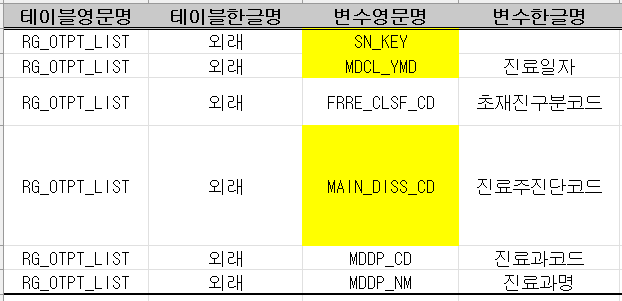 테이블영문명 테이블한글명 변수영문명 변수한글명
RG_OTPT_LIST 외래 SN_KEY
RG_OTPT_LIST 외래 MDCL_YMD 진료일자
RG_OTPT_LIST 외래 FRRE_CLSF_CD 초재진구분코드
RG_OTPT_LIST 외래 MAIN_DISS_CD 진료주진단코드
RG_OTPT_LIST 외래 MDDP_CD 진료과코드
RG_OTPT_LIST 외래 MDDP_NM 진료과명